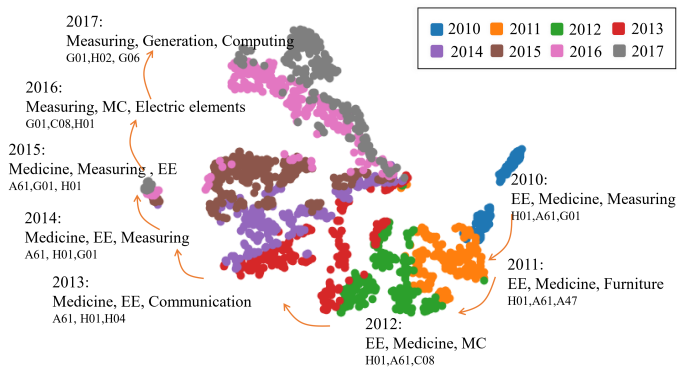 2017:
Measuring, Generation, Computing
G01,H02, G06
2010 2011 2012 2013
2014 2015 2016 2017
2016:
Measuring, MC, Electric elements
G01,C08,H01
2015:
Medicine, Measuring , EE
A61,G01, H01
2010:
EE, Medicine, Measuring
H01,A61,G01
2014:
Medicine, EE, Measuring
A61, H01,G01
2011:
EE, Medicine, Furniture
H01,A61,A47
2013:
Medicine, EE, Communication
A61, H01,H04
2012:
EE, Medicine, MC
H01,A61,C08